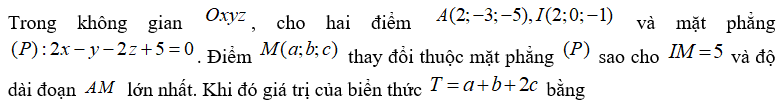 Trong không gian Oxyz, cho hai điểm A(2;−3;−5), I(2;0;−1) và mặt phẳng
(P): 2x − y − 2z + 5 = 0. Điểm M(a;b;c) thay đổi thuộc mặt phẳng (P) sao cho IM = 5 và độ
dài đoạn AM lớn nhất. Khi đó giá trị của biển thức T = a + b + 2c bằng